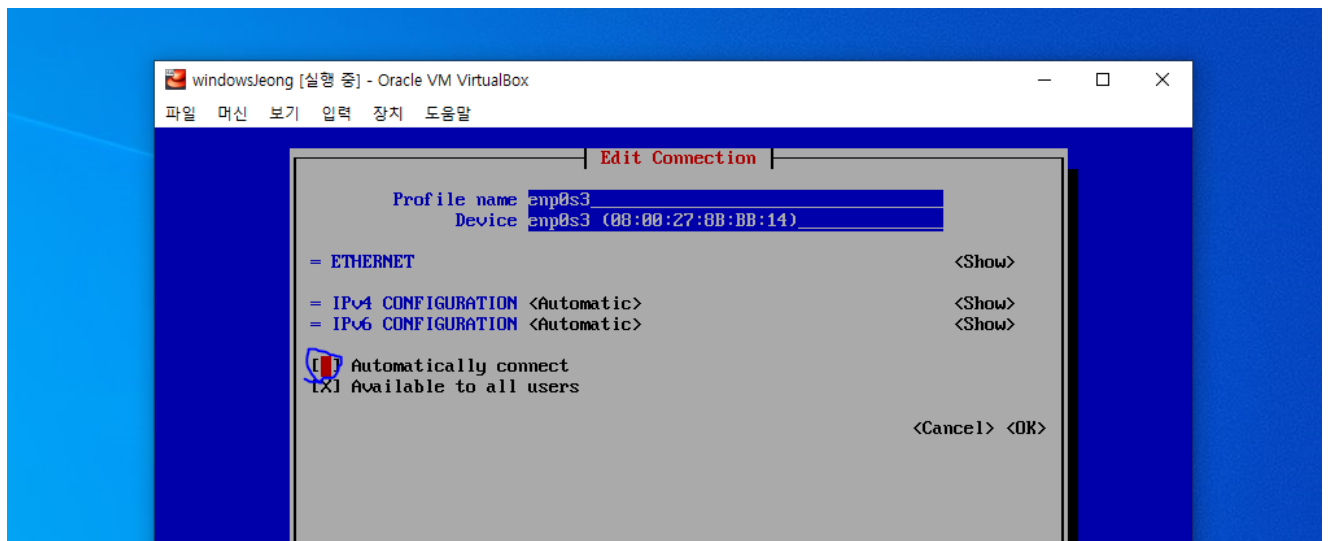 windowsJeong [실행 중] - Oracle VM VirtualBox
파일 머신 보기 입력 장치 도움말
Edit Connection
Profile name enp0s3
Device enp0s3 (08:00:27:8B:BB:14)
= ETHERNET <Show>
= IPv4 CONFIGURATION <Automatic> <Show>
= IPv6 CONFIGURATION <Automatic> <Show>
[ ] Automatically connect
[X] Available to all users
<Cancel> <OK>